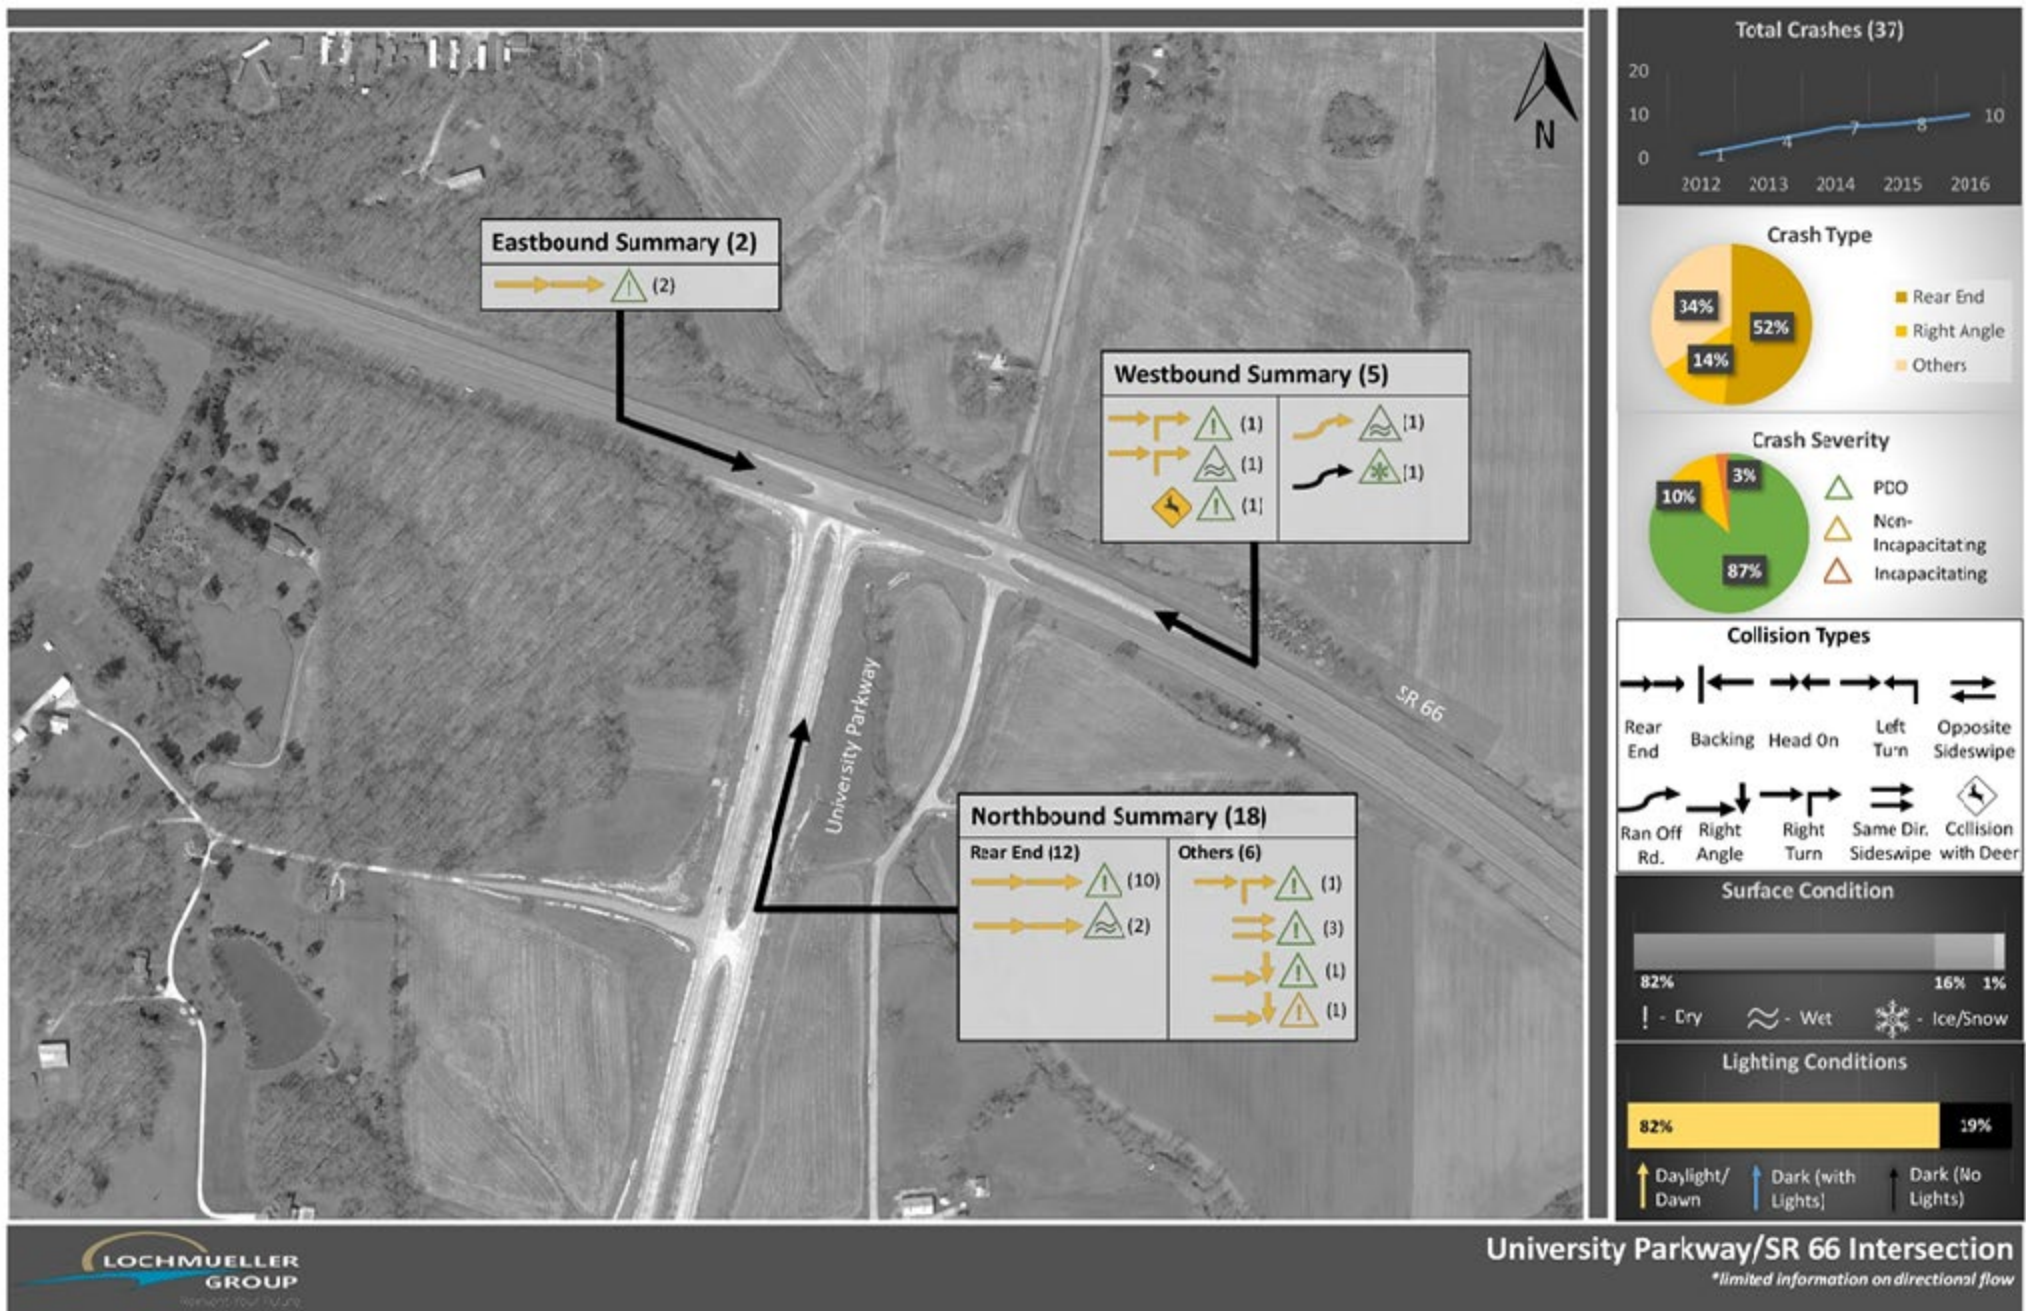 Eastbound Summary (2)
(2)
Westbound Summary (5)
(1)
(1)
(1)
(1)
(1)
N
University Parkway
SR 66
Northbound Summary (18)
Rear End (12)
(10)
(2)
Others (6)
(1)
(3)
(1)
(1)
Total Crashes (37)
20
10
0
1
4
7
8
10
2012 2013 2014 2015 2016
Crash Type
34%
52%
14%
Rear End
Right Angle
Others
Crash Severity
3%
10%
87%
PDO
Non-
Incapacitating
Incapacitating
Collision Types
Rear
End
Backing
Head On
Left
Turn
Opposite
Sideswipe
Ran Off
Rd.
Right
Angle
Right
Turn
Same Dir.
Sideswipe
Collision
with Deer
Surface Condition
82% 16% 1%
! - Dry
- Wet
- Ice/Snow
Lighting Conditions
82% 19%
Daylight/
Dawn
Dark (with
Lights)
Dark (No
Lights)
LOCHMUELLER
GROUP
Reinvent Your Future
University Parkway/SR 66 Intersection
*limited information on directional flow